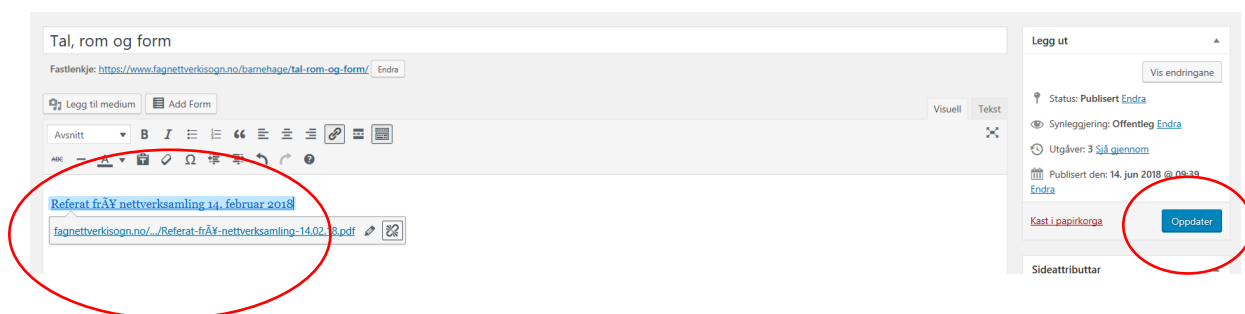 Tal, rom og form
Fastlenkje: https://www.fagnettverkisogn.no/barnehage/tal-rom-og-form/ Endra
Legg til medium Add Form
Visuell Tekst
Avsnitt B I “ 
ABC A T Ω ?
Referat frÃ¥ nettverksamling 14. februar 2018
fagnettverkisogn.no/.../Referat-frÃ¥-nettverksamling-14.02.18.pdf
Legg ut
Vis endringane
Status: Publisert Endra
Synleggjering: Offentleg Endra
Utgåver: 3 Sjå gjennom
Publisert den: 14. jun 2018 @ 09:39
Endra
Kast i papirkorga Oppdater
Sideattributtar